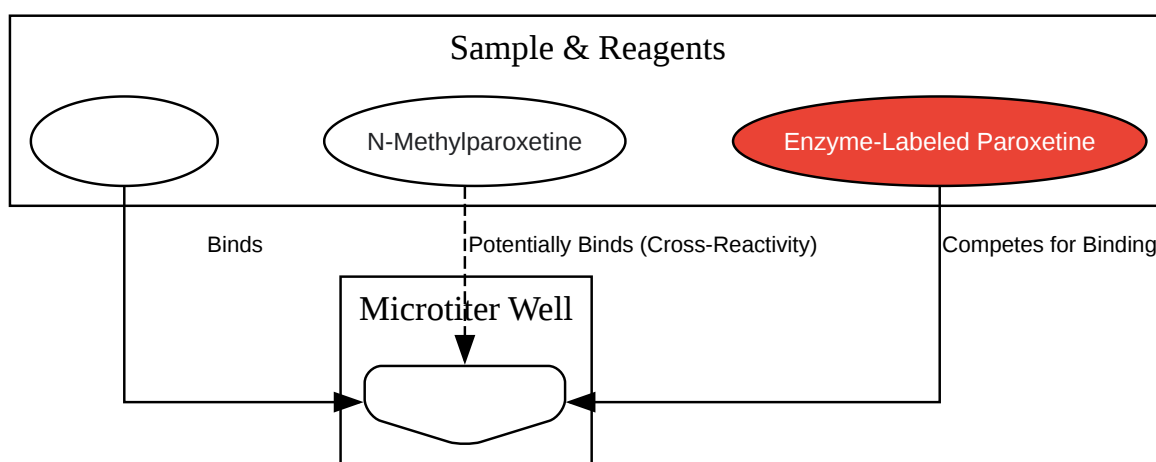 Sample & Reagents
N-Methylparoxetine
Enzyme-Labeled Paroxetine
Binds
Potentially Binds (Cross-Reactivity)
Competes for Binding
Microtiter Well